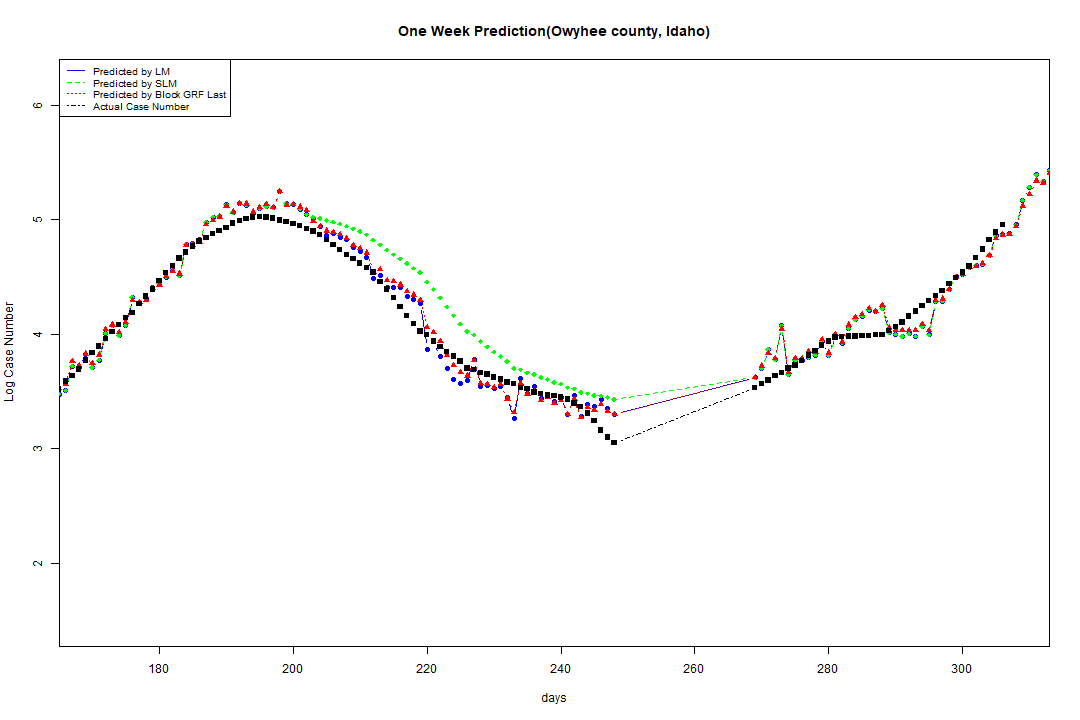 One Week Prediction(Owyhee county, Idaho)
Predicted by LM
Predicted by SLM
Predicted by Block GRF Last
Actual Case Number
6
5
4
3
2
Log Case Number
180 200 220 240 260 280 300
days